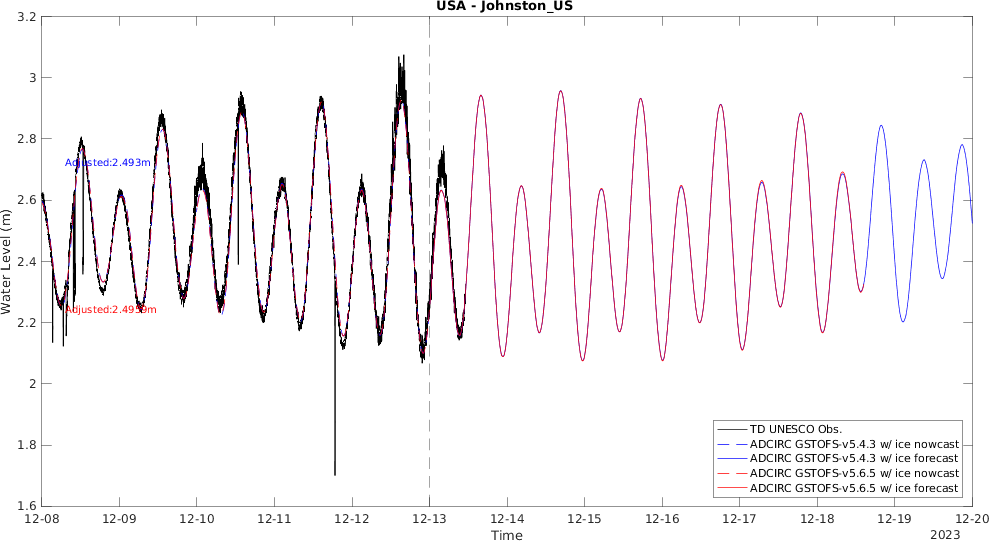 USA - Johnston_US
3.2
3
2.8
2.6
2.4
2.2
2
1.8
1.6
Water Level (m)
Adjusted:2.493m
Adjusted:2.4959m
TD UNESCO Obs.
ADCIRC GSTOFS-v5.4.3 w/ ice nowcast
ADCIRC GSTOFS-v5.4.3 w/ ice forecast
ADCIRC GSTOFS-v5.6.5 w/ ice nowcast
ADCIRC GSTOFS-v5.6.5 w/ ice forecast
12-08 12-09 12-10 12-11 12-12 12-13 12-14 12-15 12-16 12-17 12-18 12-19 12-20
Time
2023